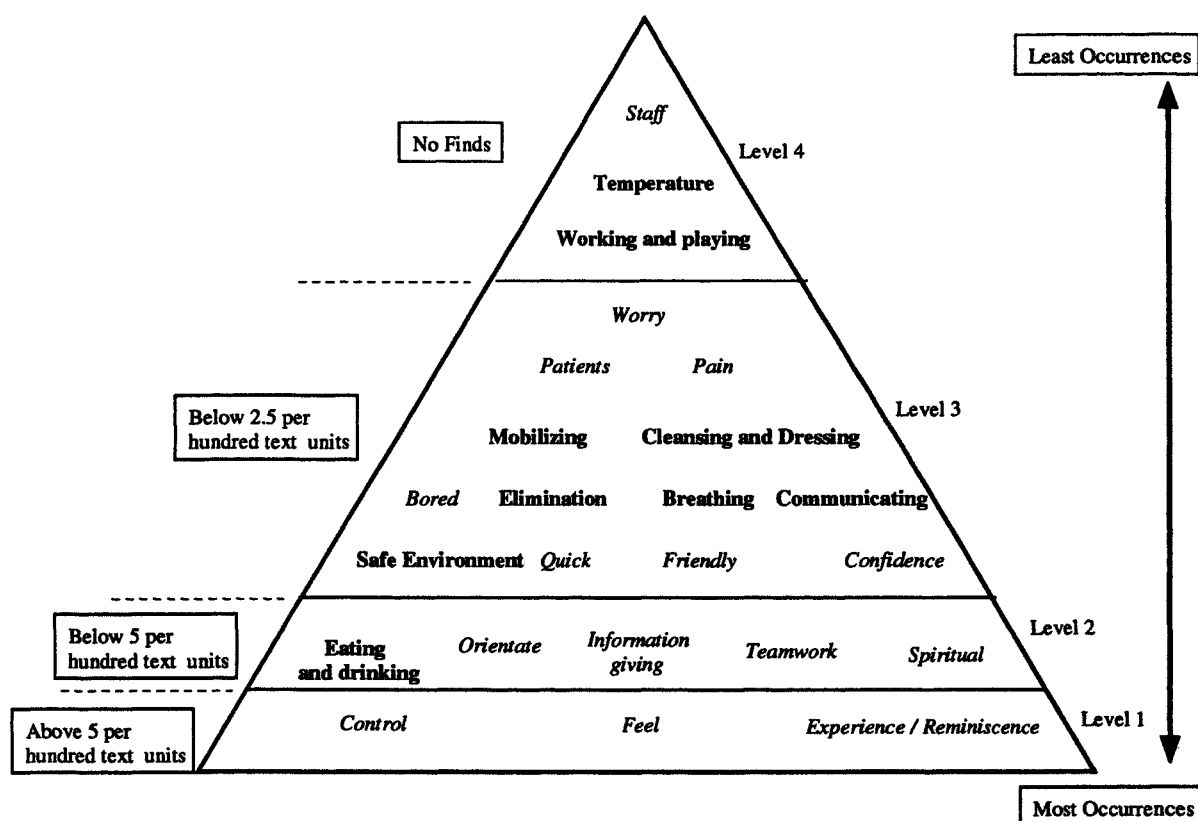 Least Occurrences
Staff
No Finds
Level 4
Temperature
Working and playing
Worry
Patients Pain
Level 3
Below 2.5 per
hundred text units
Mobilizing Cleansing and Dressing
Bored Elimination Breathing Communicating
Safe Environment Quick Friendly Confidence
Below 5 per
hundred text units
Level 2
Eating
and drinking
Orientate
Information
giving
Teamwork
Spiritual
Above 5 per
hundred text units
Control Feel Experience / Reminiscence
Level 1
Most Occurrences